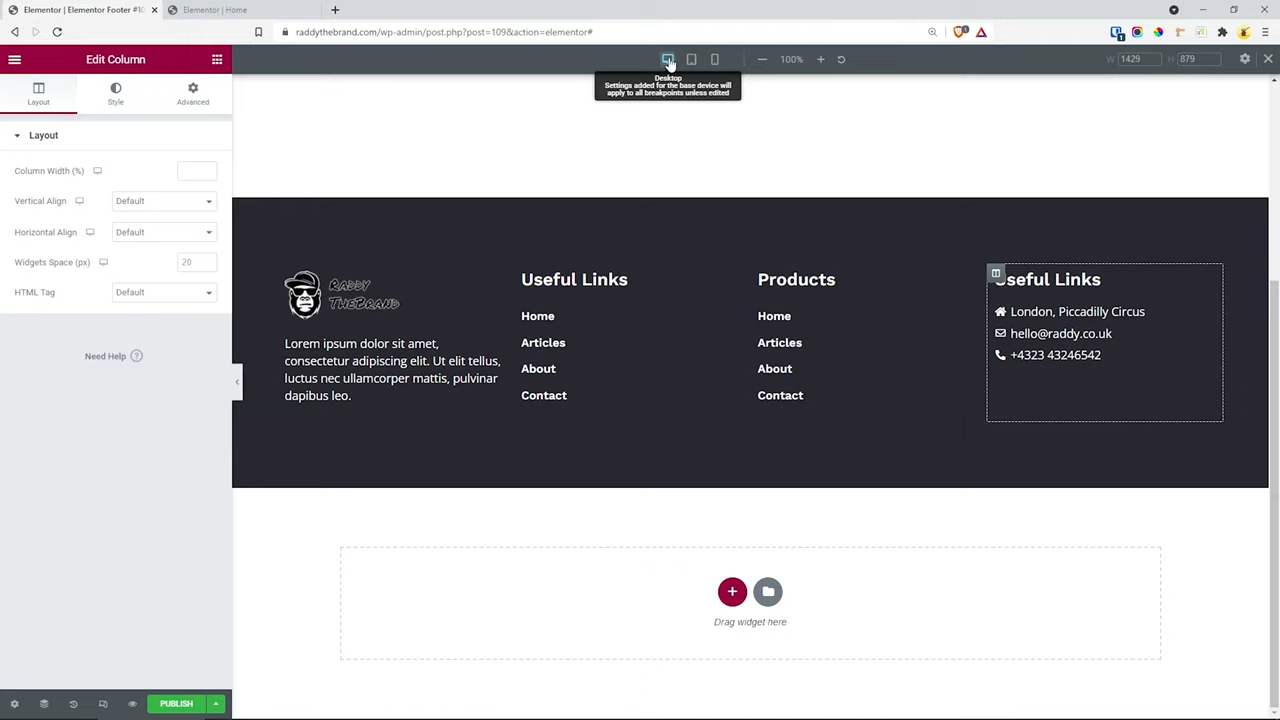 Elementor | Elementor Footer #10
Elementor | Home
raddythebrand.com/wp-admin/post.php?post=109&action=elementor#
Edit Column
100%
W 1429 H 879
Desktop
Settings added for the base device will
apply to all breakpoints unless edited
Layout Style Advanced
Layout
Column Width (%)
Vertical Align Default
Horizontal Align Default
Widgets Space (px) 20
HTML Tag Default
Need Help ?
RADDY
THEBRAND
Lorem ipsum dolor sit amet,
consectetur adipiscing elit. Ut elit tellus,
luctus nec ullamcorper mattis, pulvinar
dapibus leo.
Useful Links
Home
Articles
About
Contact
Products
Home
Articles
About
Contact
Useful Links
London, Piccadilly Circus
hello@raddy.co.uk
+4323 43246542
Drag widget here
PUBLISH